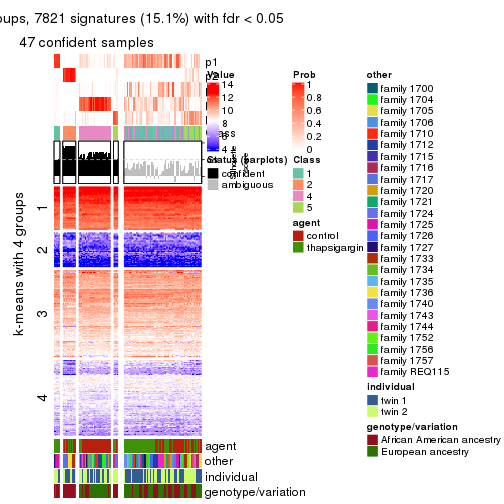 oups, 7821 signatures (15.1%) with fdr < 0.05
47 confident samples
p1
p2
Value
14
12
10
8
6
4
Status (barplots)
confident
ambiguous
Prob
1
0.8
0.6
0.4
0.2
0
Class
1
2
4
5
agent
control
thapsigargin
other
family 1700
family 1704
family 1705
family 1706
family 1710
family 1712
family 1715
family 1716
family 1717
family 1720
family 1721
family 1724
family 1725
family 1726
family 1727
family 1733
family 1734
family 1735
family 1736
family 1740
family 1743
family 1744
family 1752
family 1756
family 1757
family REQ115
individual
twin 1
twin 2
genotype/variation
African American ancestry
European ancestry
k-means with 4 groups
1
2
3
4
agent
other
individual
genotype/variation